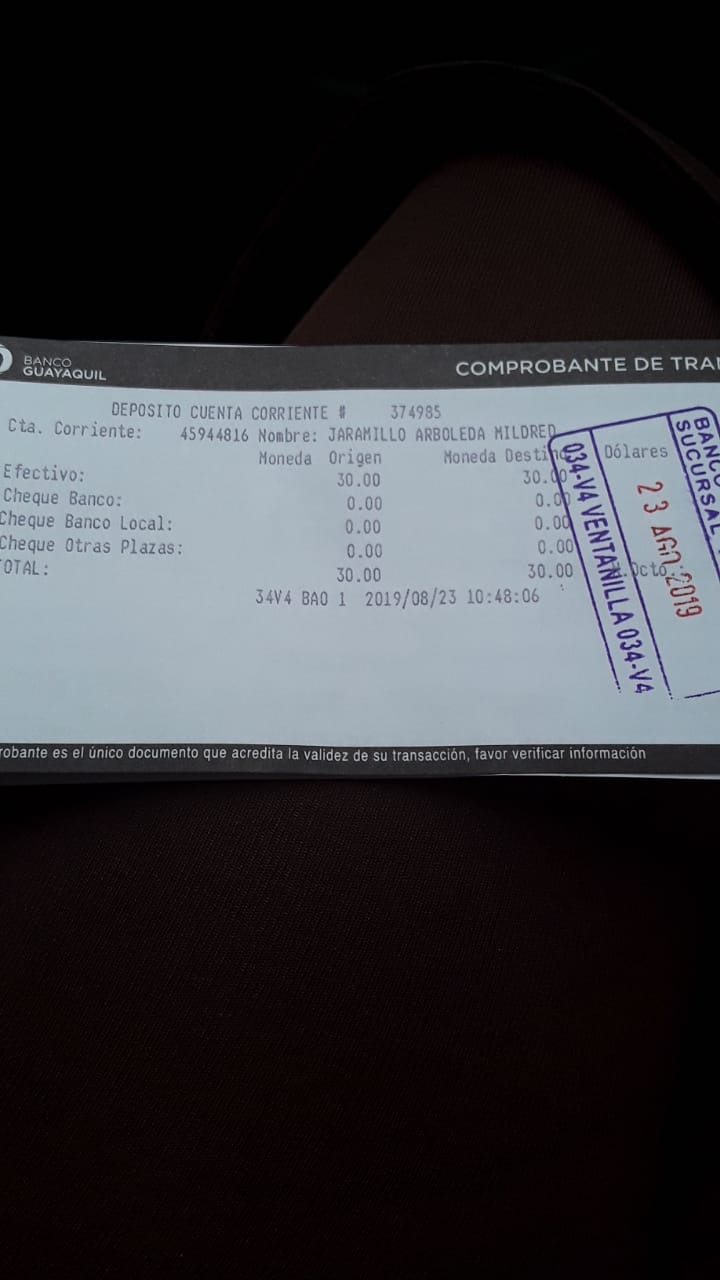 BANCO
GUAYAQUIL
COMPROBANTE DE TRA
DEPOSITO CUENTA CORRIENTE # 374985
Cta. Corriente: 45944816 Nombre: JARAMILLO ARBOLEDA MILDRED
Moneda Origen Moneda Destino Dólares
Efectivo: 30.00 30.00
Cheque Banco: 0.00 0.00
Cheque Banco Local: 0.00 0.00
Cheque Otras Plazas: 0.00 0.00
OTAL: 30.00 30.00
34V4 BAO 1 2019/08/23 10:48:06
BANCO
SUCURSAL
23 AGO 2019
034-V4 VENTANILLA 034-V4
robante es el único documento que acredita la validez de su transacción, favor verificar información